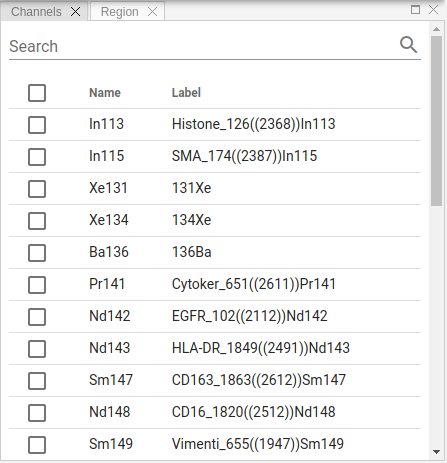 Channels Region
Search
Name Label
In113 Histone_126((2368))In113
In115 SMA_174((2387))In115
Xe131 131Xe
Xe134 134Xe
Ba136 136Ba
Pr141 Cytoker_651((2611))Pr141
Nd142 EGFR_102((2112))Nd142
Nd143 HLA-DR_1849((2491))Nd143
Sm147 CD163_1863((2612))Sm147
Nd148 CD16_1820((2512))Nd148
Sm149 Vimenti_655((1947))Sm149